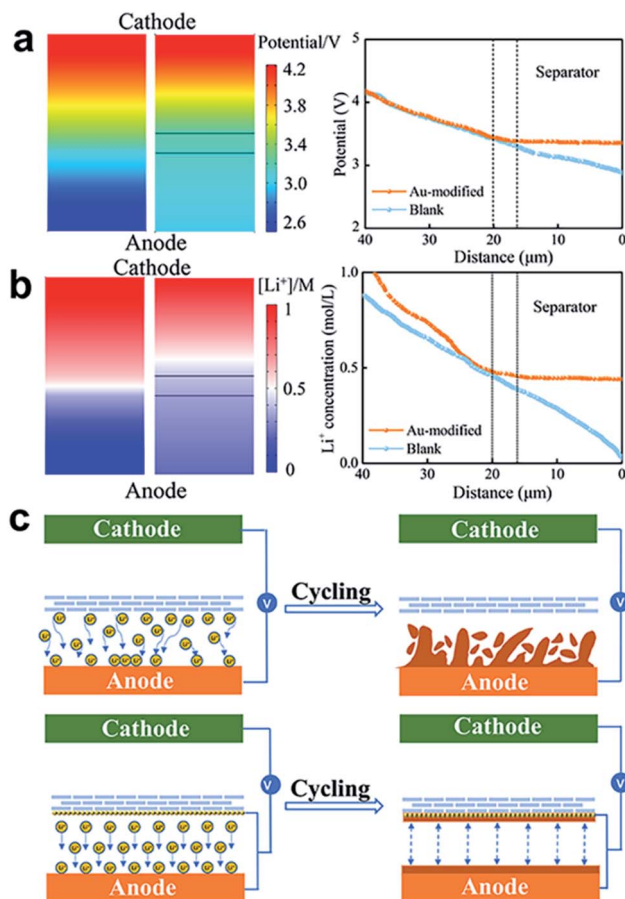 a
Cathode
Potential/V
4.2
3.8
3.4
3.0
2.6
Anode
Potential (V)
5
4
3
2
Separator
Au-modified
Blank
40 30 20 10 0
Distance (μm)
b
Cathode
[Li⁺]/M
1
0.5
0
Anode
Li⁺ concentration (mol/L)
1.0
0.5
0.0
Separator
Au-modified
Blank
40 30 20 10 0
Distance (μm)
c
Cathode
V
Anode
Cycling
Cathode
V
Anode
Cathode
V
Anode
Cycling
Cathode
V
Anode